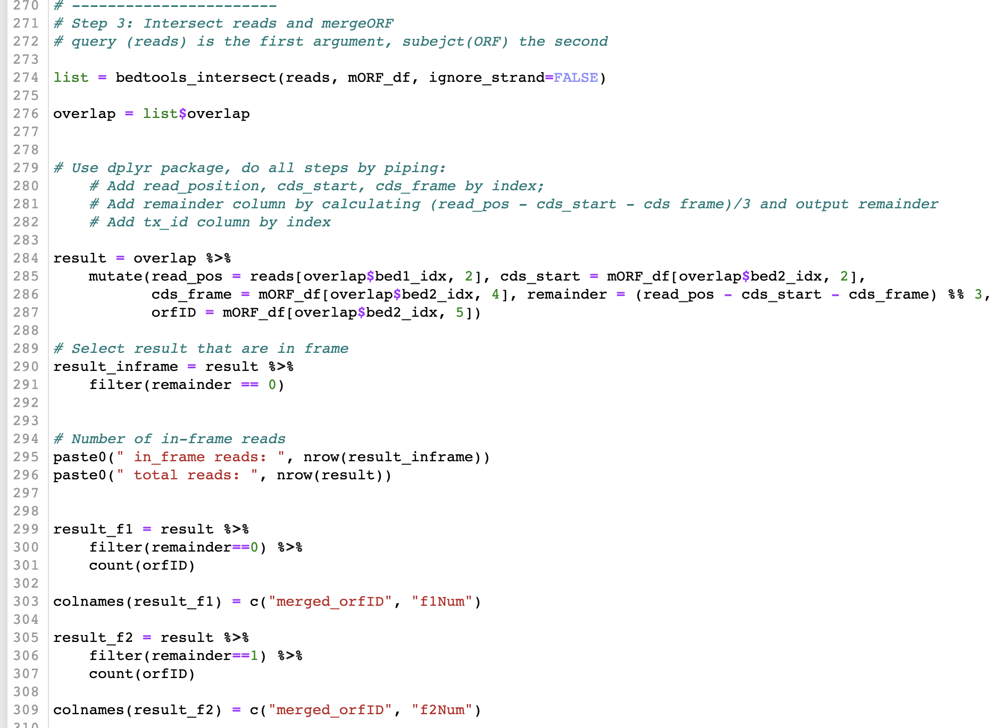 270 # -----------------------
271 # Step 3: Intersect reads and mergeORF
272 # query (reads) is the first argument, subejct(ORF) the second
273
274 list = bedtools_intersect(reads, mORF_df, ignore_strand=FALSE)
275
276 overlap = list$overlap
277
278
279 # Use dplyr package, do all steps by piping:
280     # Add read_position, cds_start, cds_frame by index;
281     # Add remainder column by calculating (read_pos - cds_start - cds frame)/3 and output remainder
282     # Add tx_id column by index
283
284 result = overlap %>%
285     mutate(read_pos = reads[overlap$bed1_idx, 2], cds_start = mORF_df[overlap$bed2_idx, 2],
286            cds_frame = mORF_df[overlap$bed2_idx, 4], remainder = (read_pos - cds_start - cds_frame) %% 3,
287            orfID = mORF_df[overlap$bed2_idx, 5])
288
289 # Select result that are in frame
290 result_inframe = result %>%
291     filter(remainder == 0)
292
293
294 # Number of in-frame reads
295 paste0(" in_frame reads: ", nrow(result_inframe))
296 paste0(" total reads: ", nrow(result))
297
298
299 result_f1 = result %>%
300     filter(remainder==0) %>%
301     count(orfID)
302
303 colnames(result_f1) = c("merged_orfID", "f1Num")
304
305 result_f2 = result %>%
306     filter(remainder==1) %>%
307     count(orfID)
308
309 colnames(result_f2) = c("merged_orfID", "f2Num")
310